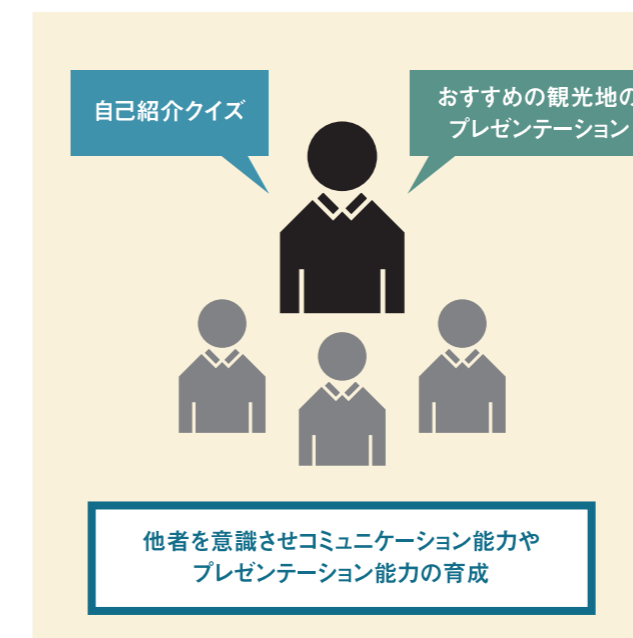 自己紹介クイズ
おすすめの観光地の
プレゼンテーション
他者を意識させコミュニケーション能力や
プレゼンテーション能力の育成